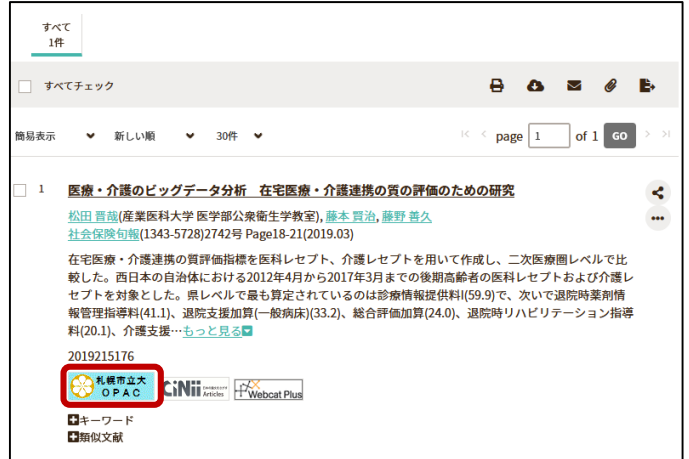 すべて
1件
すべてチェック
簡易表示 新しい順 30件 page 1 of 1 GO
1 医療・介護のビッグデータ分析 在宅医療・介護連携の質の評価のための研究
松田 晋哉(産業医科大学 医学部公衆衛生学教室), 藤本 賢治, 藤野 善久
社会保険旬報(1343-5728)2742号 Page18-21(2019.03)
在宅医療・介護連携の質評価指標を医科レセプト、介護レセプトを用いて作成し、二次医療圏レベルで比
較した。西日本の自治体における2012年4月から2017年3月までの後期高齢者の医科レセプトおよび介護レ
セプトを対象とした。県レベルで最も算定されているのは診療情報提供料I(59.9)で、次いで退院時薬剤情
報管理指導料(41.1)、退院支援加算(一般病床)(33.2)、総合評価加算(24.0)、退院時リハビリテーション指導
料(20.1)、介護支援…もっと見る
2019215176
札幌市立大
OPAC
CiNii Articles
Webcat Plus
キーワード
類似文献